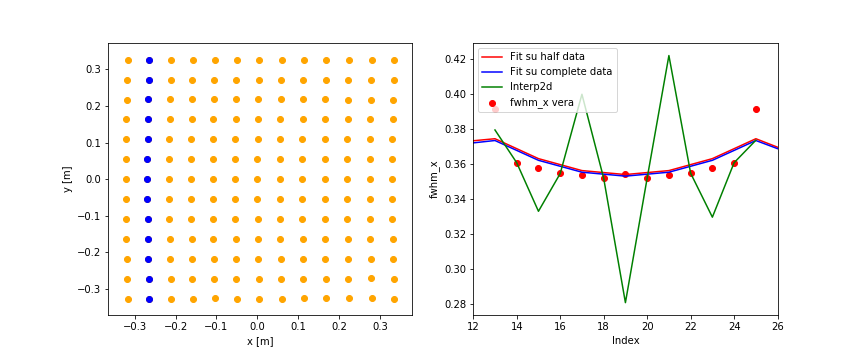 0.3
0.2
0.1
0.0
−0.1
−0.2
−0.3
y [m]
−0.3 −0.2 −0.1 0.0 0.1 0.2 0.3
x [m]
0.42
0.40
0.38
0.36
0.34
0.32
0.30
0.28
fwhm_x
Fit su half data
Fit su complete data
Interp2d
fwhm_x vera
12 14 16 18 20 22 24 26
Index